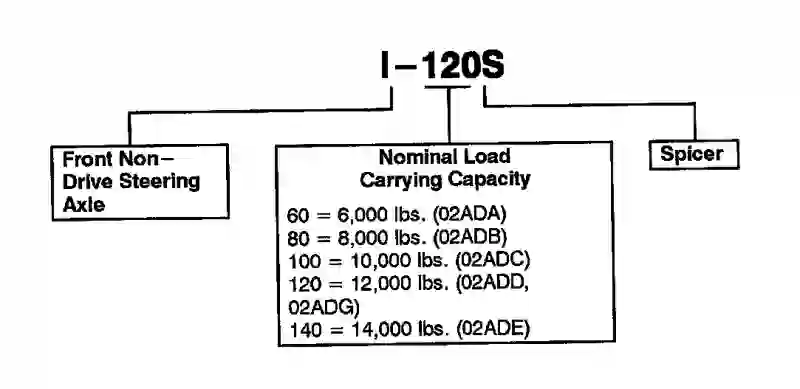 I-120S
Front Non-
Drive Steering
Axle
Nominal Load
Carrying Capacity
60 = 6,000 lbs. (02ADA)
80 = 8,000 lbs. (02ADB)
100 = 10,000 lbs. (02ADC)
120 = 12,000 lbs. (02ADD,
02ADG)
140 = 14,000 lbs. (02ADE)
Spicer